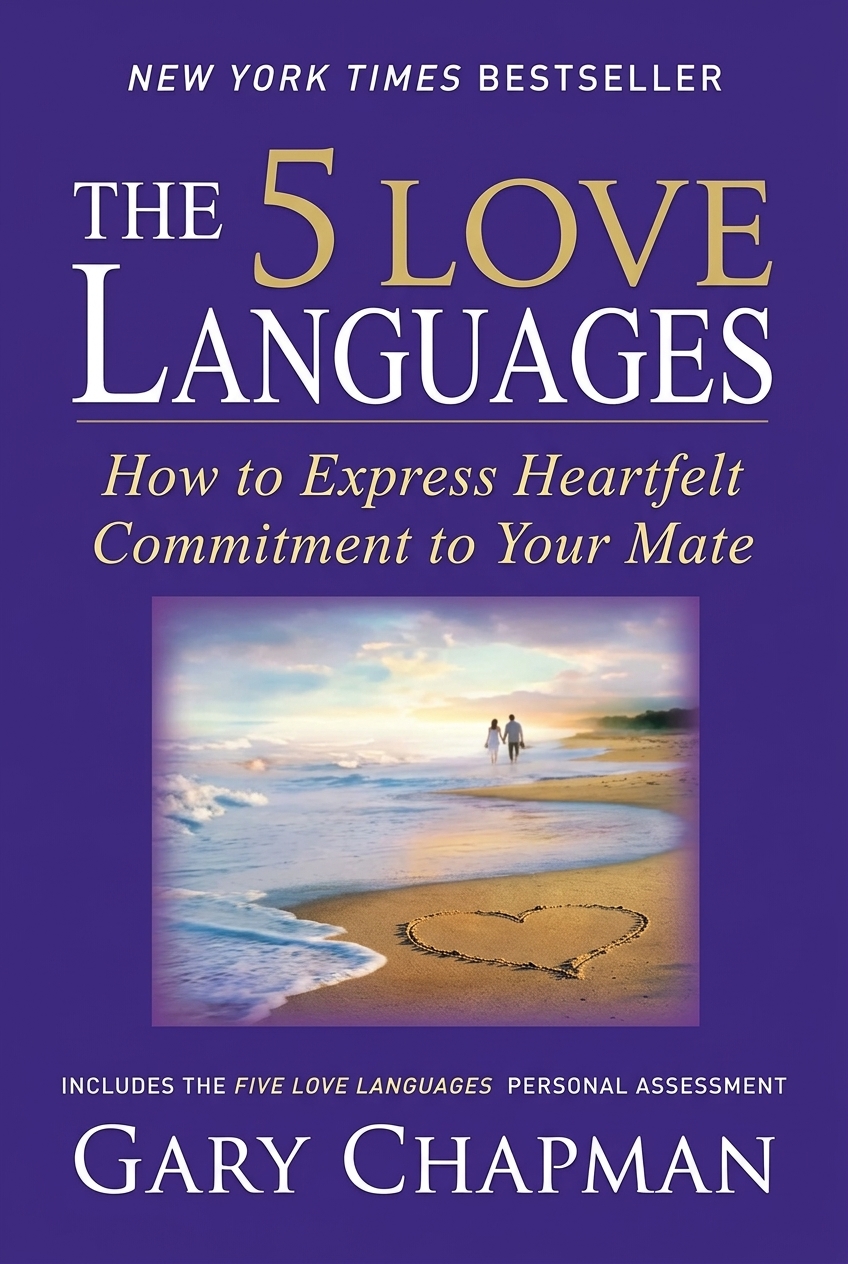 NEW YORK TIMES BESTSELLER
THE 5 LOVE
LANGUAGES
How to Express Heartfelt
Commitment to Your Mate
INCLUDES THE FIVE LOVE LANGUAGES PERSONAL ASSESSMENT
GARY CHAPMAN